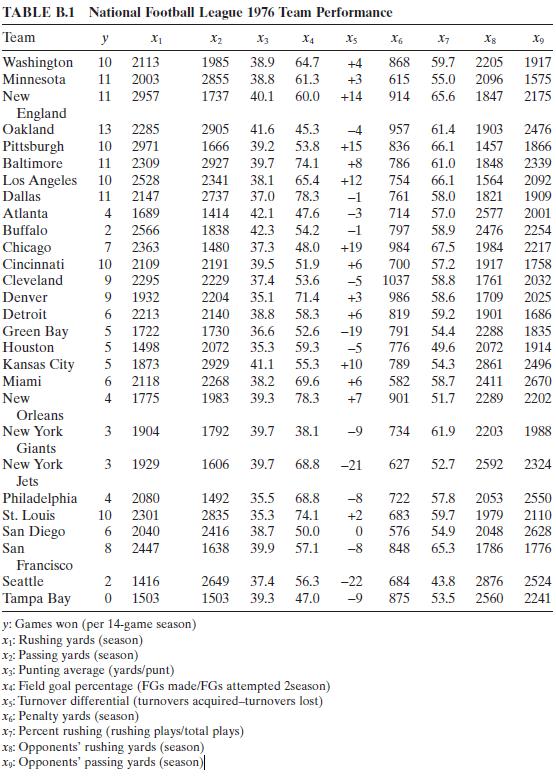 TABLE B.1 National Football League 1976 Team Performance
Team y x1 x2 x3 x4 x5 x6 x7 x8 x9
Washington 10 2113 1985 38.9 64.7 +4 868 59.7 2205 1917
Minnesota 11 2003 2855 38.8 61.3 +3 615 55.0 2096 1575
New 11 2957 1737 40.1 60.0 +14 914 65.6 1847 2175
England
Oakland 13 2285 2905 41.6 45.3 –4 957 61.4 1903 2476
Pittsburgh 10 2971 1666 39.2 53.8 +15 836 66.1 1457 1866
Baltimore 11 2309 2927 39.7 74.1 +8 786 61.0 1848 2339
Los Angeles 10 2528 2341 38.1 65.4 +12 754 66.1 1564 2092
Dallas 11 2147 2737 37.0 78.3 –1 761 58.0 1821 1909
Atlanta 4 1689 1414 42.1 47.6 –3 714 57.0 2577 2001
Buffalo 2 2566 1838 42.3 54.2 –1 797 58.9 2476 2254
Chicago 7 2363 1480 37.3 48.0 +19 984 67.5 1984 2217
Cincinnati 10 2109 2191 39.5 51.9 +6 700 57.2 1917 1758
Cleveland 9 2295 2229 37.4 53.6 –5 1037 58.8 1761 2032
Denver 9 1932 2204 35.1 71.4 +3 986 58.6 1709 2025
Detroit 6 2213 2140 38.8 58.3 +6 819 59.2 1901 1686
Green Bay 5 1722 1730 36.6 52.6 –19 791 54.4 2288 1835
Houston 5 1498 2072 35.3 59.3 –5 776 49.6 2072 1914
Kansas City 5 1873 2929 41.1 55.3 +10 789 54.3 2861 2496
Miami 6 2118 2268 38.2 69.6 +6 582 58.7 2411 2670
New 4 1775 1983 39.3 78.3 +7 901 51.7 2289 2202
Orleans
New York 3 1904 1792 39.7 38.1 –9 734 61.9 2203 1988
Giants
New York 3 1929 1606 39.7 68.8 –21 627 52.7 2592 2324
Jets
Philadelphia 4 2080 1492 35.5 68.8 –8 722 57.8 2053 2550
St. Louis 10 2301 2835 35.3 74.1 +2 683 59.7 1979 2110
San Diego 6 2040 2416 38.7 50.0 0 576 54.9 2048 2628
San 8 2447 1638 39.9 57.1 –8 848 65.3 1786 1776
Francisco
Seattle 2 1416 2649 37.4 56.3 –22 684 43.8 2876 2524
Tampa Bay 0 1503 1503 39.3 47.0 –9 875 53.5 2560 2241
y: Games won (per 14-game season)
x1: Rushing yards (season)
x2: Passing yards (season)
x3: Punting average (yards/punt)
x4: Field goal percentage (FGs made/FGs attempted 2season)
x5: Turnover differential (turnovers acquired–turnovers lost)
x6: Penalty yards (season)
x7: Percent rushing (rushing plays/total plays)
x8: Opponents' rushing yards (season)
x9: Opponents' passing yards (season)